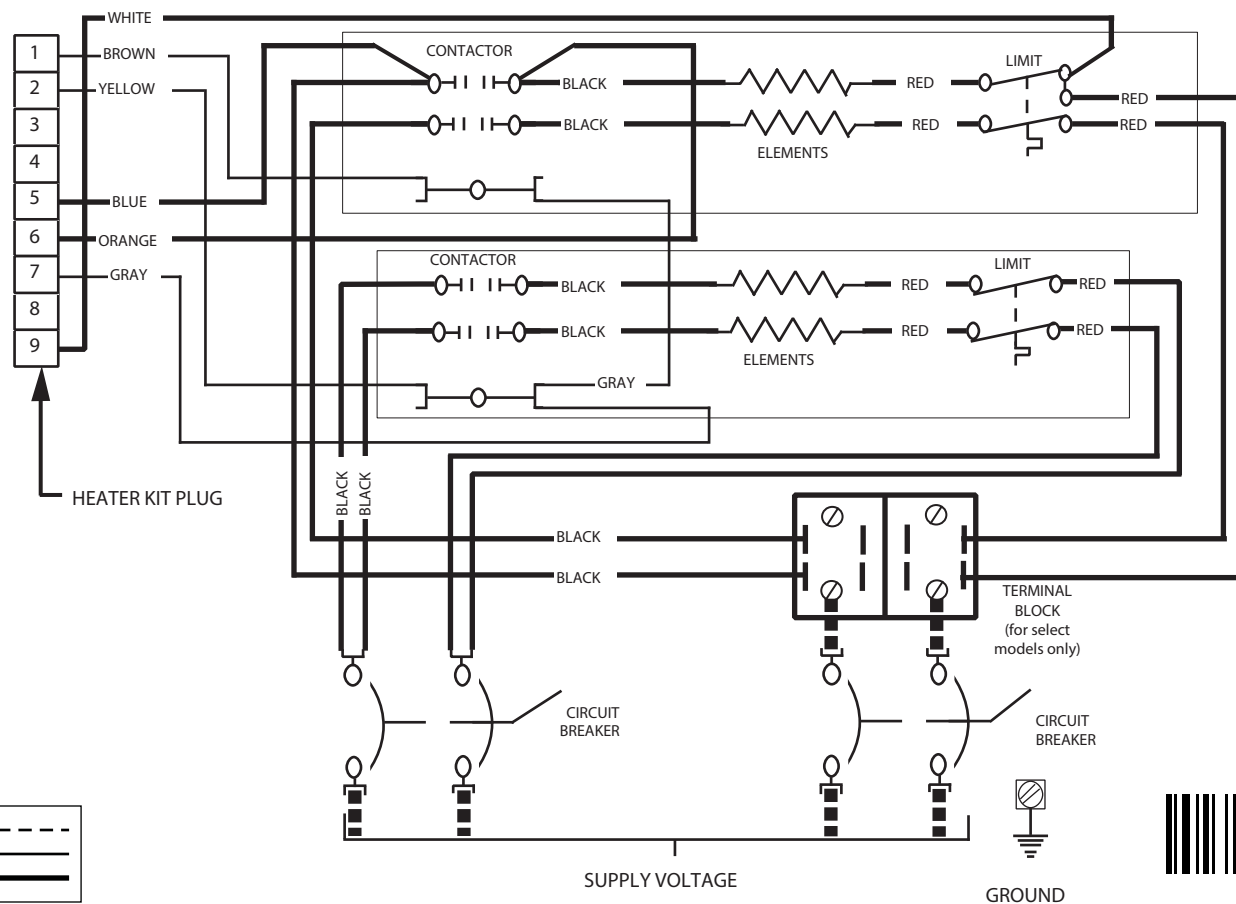 WHITE
1
BROWN
2
YELLOW
3
4
5
BLUE
6
ORANGE
7
GRAY
8
9
HEATER KIT PLUG
CONTACTOR
BLACK
RED
LIMIT
RED
BLACK
RED
RED
ELEMENTS
CONTACTOR
BLACK
RED
LIMIT
RED
BLACK
RED
RED
ELEMENTS
GRAY
BLACK
BLACK
BLACK
BLACK
TERMINAL
BLOCK
(for select
models only)
CIRCUIT
BREAKER
CIRCUIT
BREAKER
SUPPLY VOLTAGE
GROUND